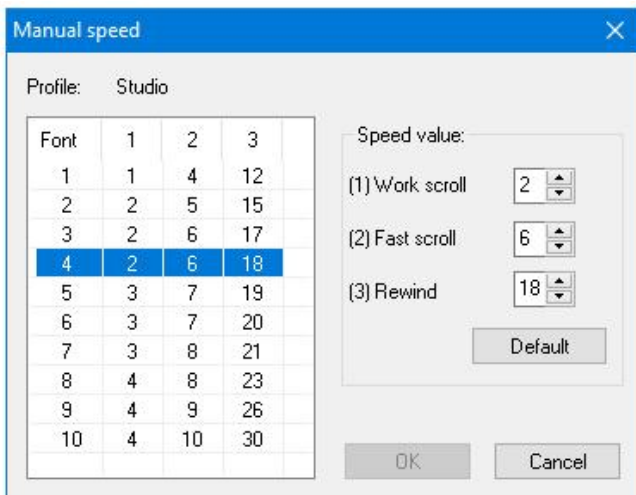 Manual speed
Profile: Studio
Font 1 2 3
1 1 4 12
2 2 5 15
3 2 6 17
4 2 6 18
5 3 7 19
6 3 7 20
7 3 8 21
8 4 8 23
9 4 9 26
10 4 10 30
Speed value:
(1) Work scroll 2
(2) Fast scroll 6
(3) Rewind 18
Default
OK Cancel